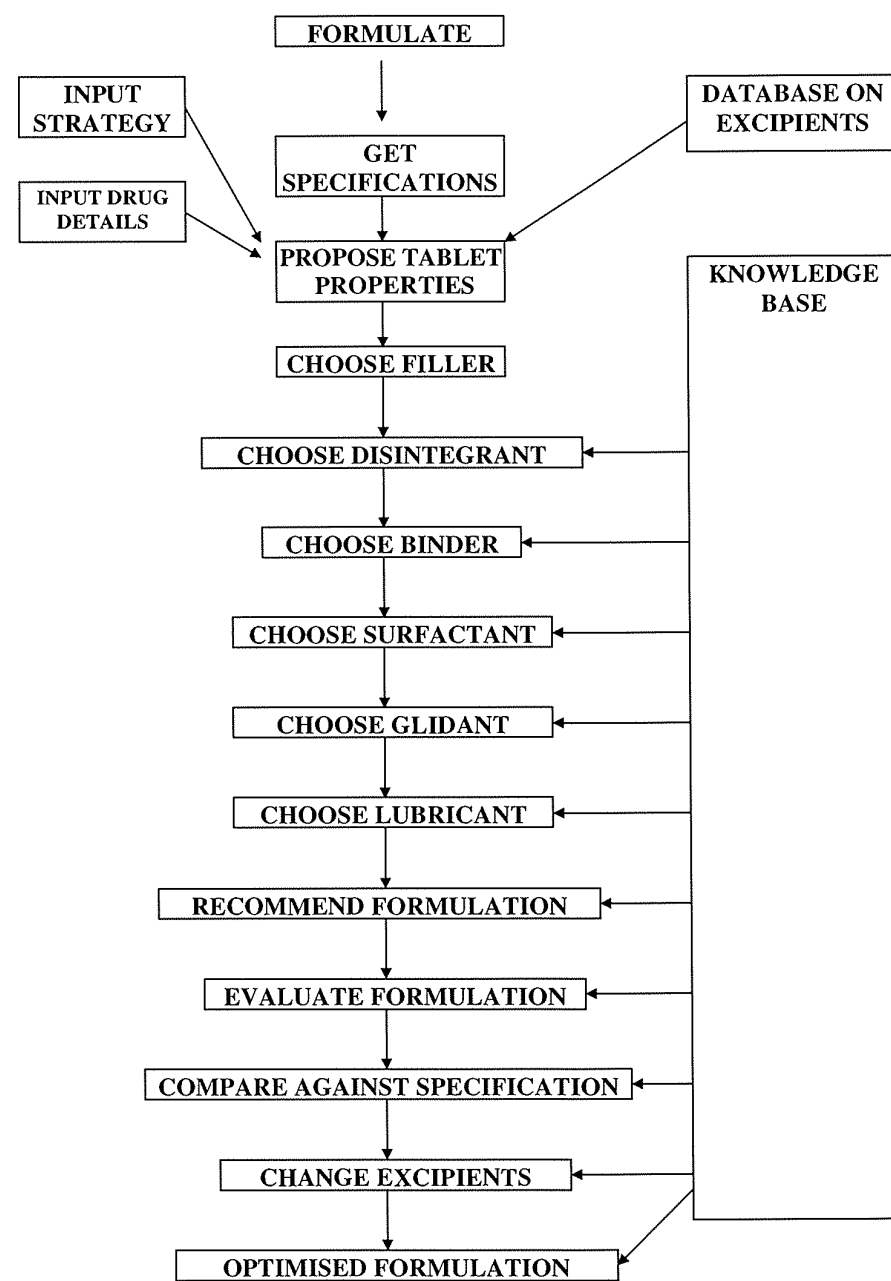 FORMULATE
INPUT
STRATEGY
DATABASE ON
EXCIPIENTS
GET
SPECIFICATIONS
INPUT DRUG
DETAILS
PROPOSE TABLET
PROPERTIES
KNOWLEDGE
BASE
CHOOSE FILLER
CHOOSE DISINTEGRANT
CHOOSE BINDER
CHOOSE SURFACTANT
CHOOSE GLIDANT
CHOOSE LUBRICANT
RECOMMEND FORMULATION
EVALUATE FORMULATION
COMPARE AGAINST SPECIFICATION
CHANGE EXCIPIENTS
OPTIMISED FORMULATION